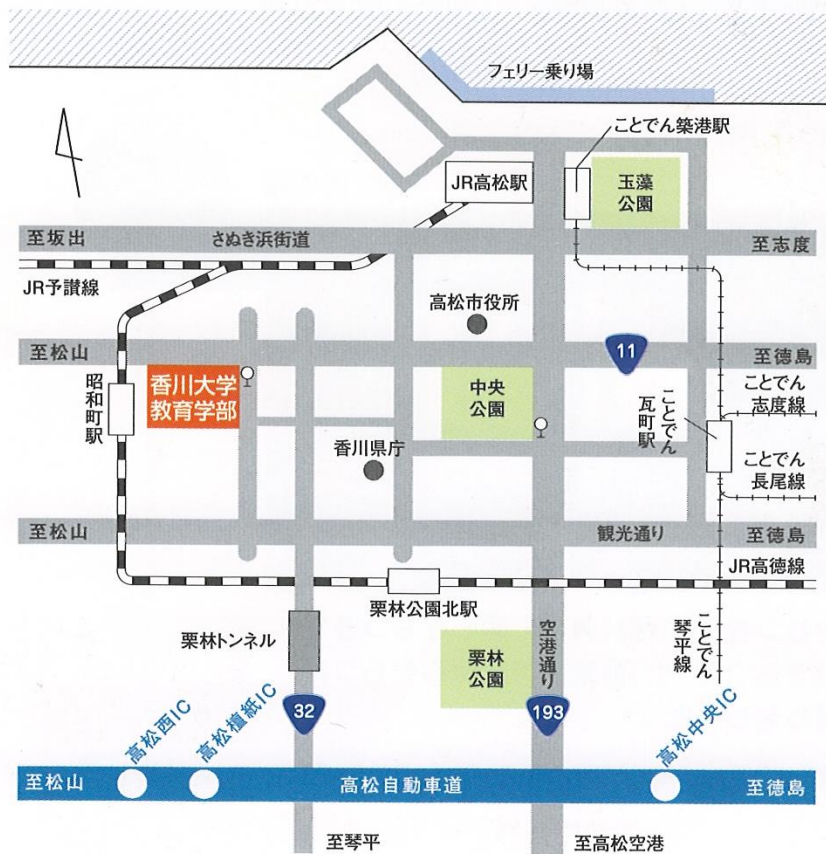 フェリー乗り場
ことでん築港駅
JR高松駅
玉藻
公園
至坂出
さぬき浜街道
至志度
JR予讃線
高松市役所
至松山
11
至徳島
昭和町駅
香川大学
教育学部
中央
公園
ことでん
瓦町駅
ことでん
志度線
香川県庁
ことでん
長尾線
至松山
観光通り
至徳島
JR高徳線
栗林公園北駅
栗林トンネル
栗林
公園
空港通り
ことでん
琴平線
32
193
高松西IC
高松檀紙IC
高松中央IC
至松山
高松自動車道
至徳島
至琴平
至高松空港